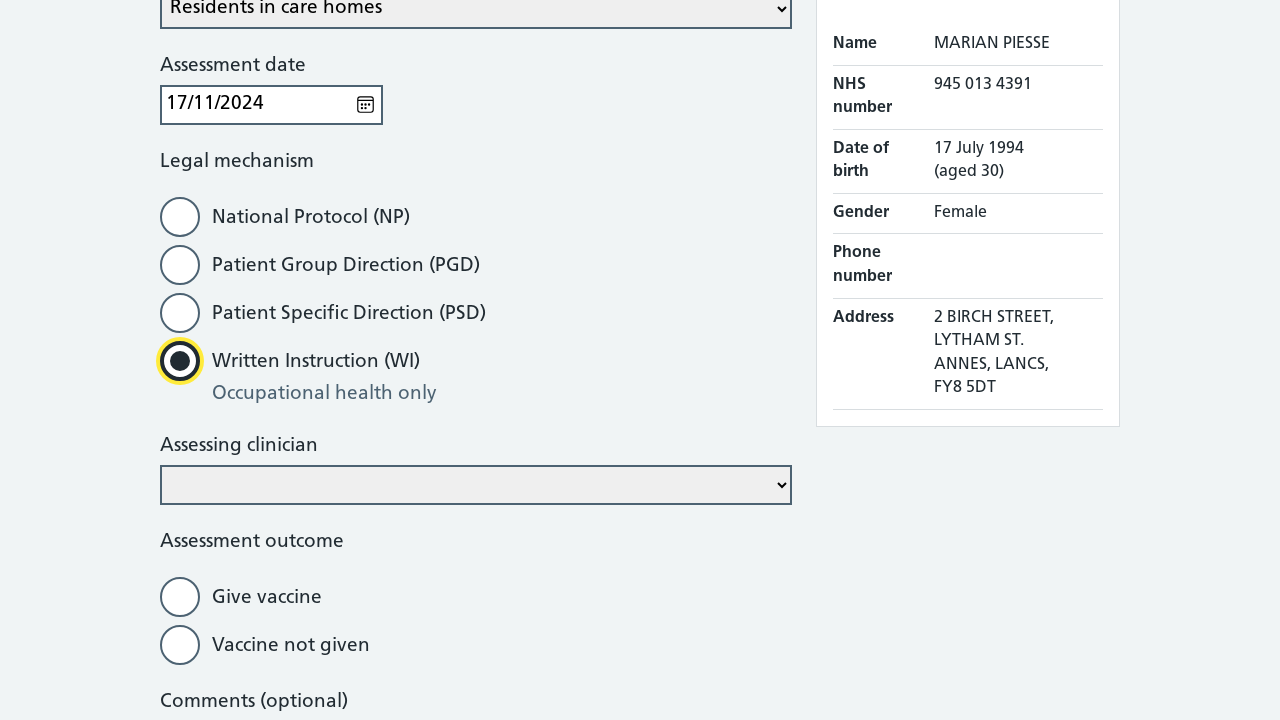 Residents in care homes
Assessment date
17/11/2024
Legal mechanism
National Protocol (NP)
Patient Group Direction (PGD)
Patient Specific Direction (PSD)
Written Instruction (WI)
Occupational health only
Assessing clinician
Assessment outcome
Give vaccine
Vaccine not given
Comments (optional)
Name MARIAN PIESSE
NHS 945 013 4391
number
Date of 17 July 1994
birth (aged 30)
Gender Female
Phone
number
Address 2 BIRCH STREET,
LYTHAM ST.
ANNES, LANCS,
FY8 5DT